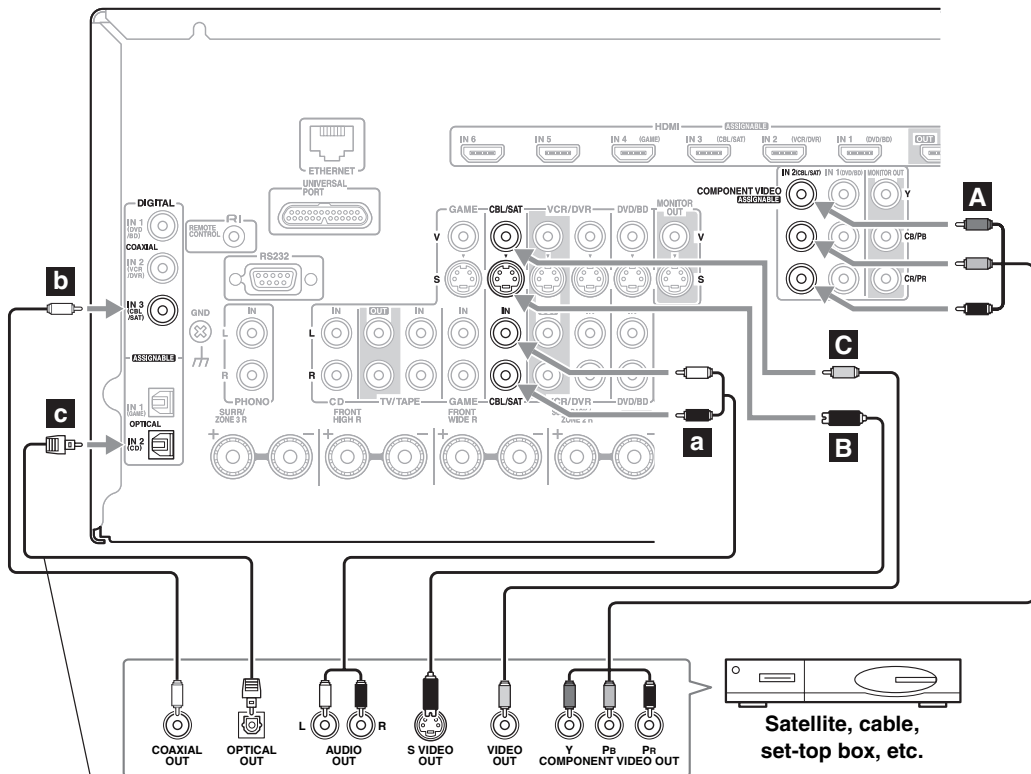 HDMI ASSIGNABLE
IN 6 IN 5 IN 4 (GAME) IN 3 (CBL/SAT) IN 2 (VCR/DVR) IN 1 (DVD/BD) OUT
ETHERNET
UNIVERSAL
PORT
IN 2(CBL/SAT) IN 1(DVD/BD) MONITOR OUT
COMPONENT VIDEO
ASSIGNABLE
Y
CB/PB
CR/PR
A
DIGITAL
IN 1
(DVD
/BD)
COAXIAL
IN 2
(VCR
/DVR)
IN 3
(CBL
/SAT)
ASSIGNABLE
IN 1
(GAME)
OPTICAL
IN 2
(CD)
b
c
RI
REMOTE
CONTROL
RS232
GND
GAME CBL/SAT VCR/DVR DVD/BD MONITOR
OUT
V V
S S
IN IN OUT IN IN IN
L L
R R
PHONO CD TV/TAPE GAME CBL/SAT VCR/DVR DVD/BD
SURR/
ZONE 3 R
FRONT
HIGH R
FRONT
WIDE R
ZONE 2 R
+ − + − + − + −
C
a
B
L R
COAXIAL
OUT
OPTICAL
OUT
AUDIO
OUT
S VIDEO
OUT
VIDEO
OUT
Y PB PR
COMPONENT VIDEO OUT
Satellite, cable,
set-top box, etc.